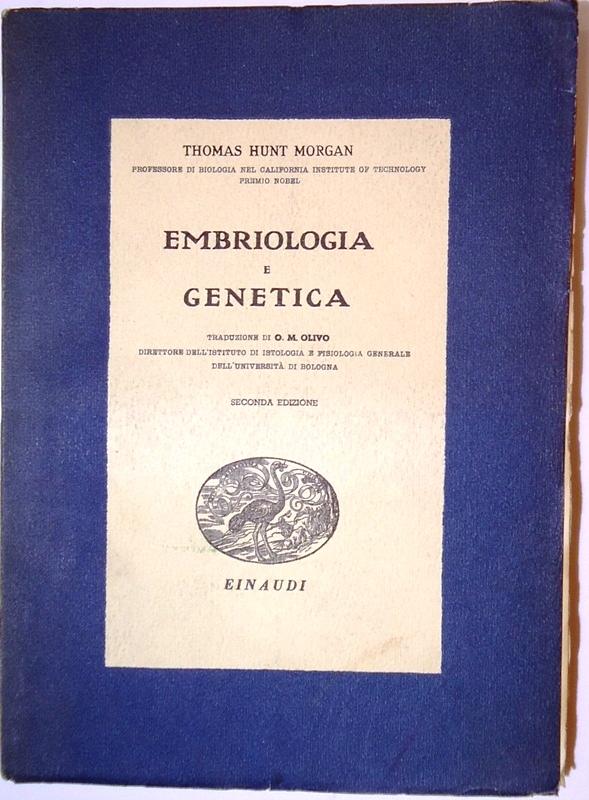 THOMAS HUNT MORGAN
PROFESSORE DI BIOLOGIA NEL CALIFORNIA INSTITUTE OF TECHNOLOGY
PREMIO NOBEL
EMBRIOLOGIA
E
GENETICA
TRADUZIONE DI O. M. OLIVO
DIRETTORE DELL'ISTITUTO DI ISTOLOGIA E FISIOLOGIA GENERALE
DELL'UNIVERSITÀ DI BOLOGNA
SECONDA EDIZIONE
EINAUDI